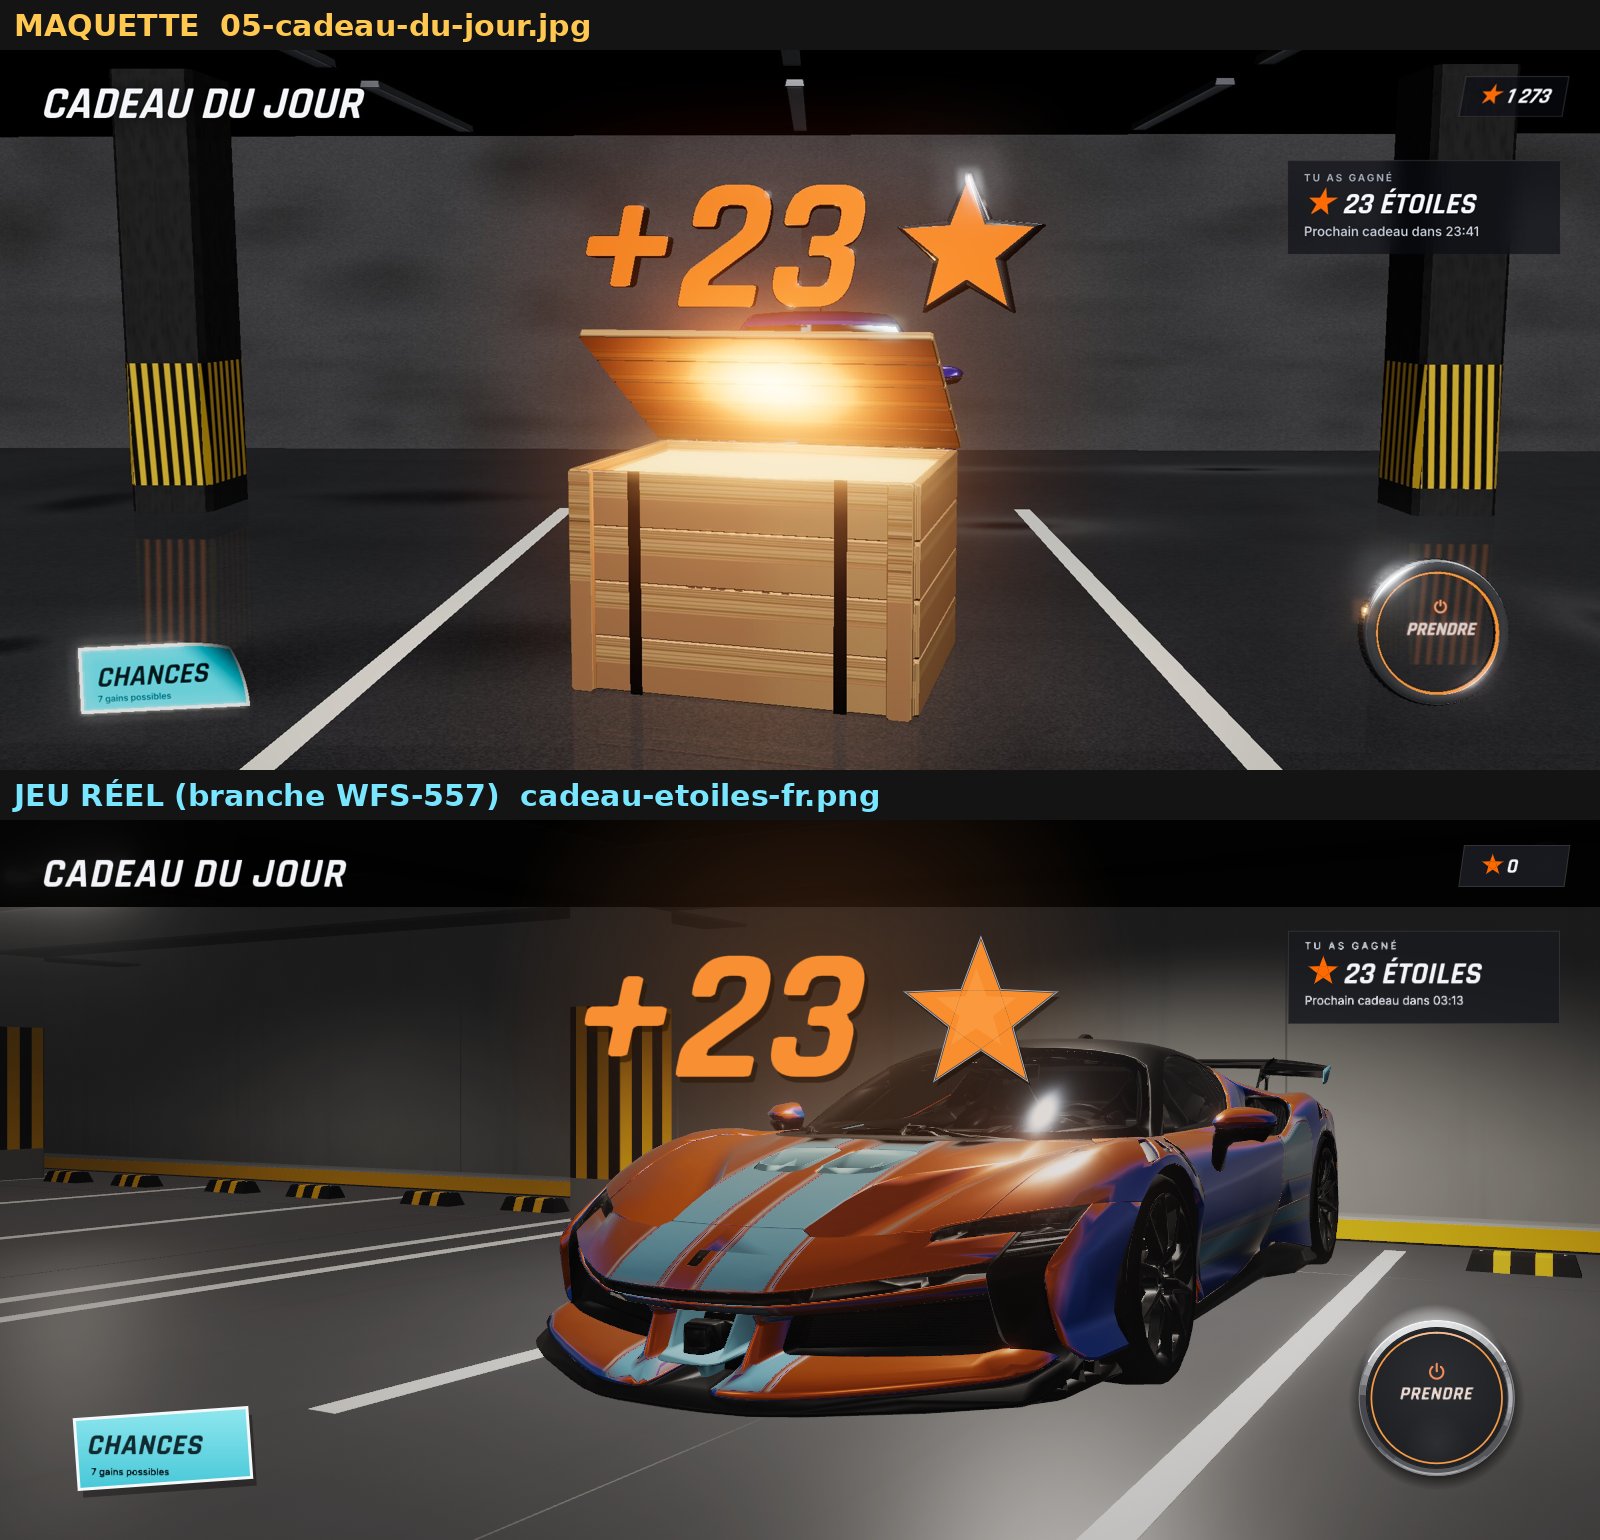 MAQUETTE  05-cadeau-du-jour.jpg
CADEAU DU JOUR
★ 1 273
TU AS GAGNÉ
★ 23 ÉTOILES
Prochain cadeau dans 23:41
+23 ★
PRENDRE
CHANCES
7 gains possibles
JEU RÉEL (branche WFS-557)  cadeau-etoiles-fr.png
CADEAU DU JOUR
★ 0
TU AS GAGNÉ
★ 23 ÉTOILES
Prochain cadeau dans 03:13
+23 ★
PRENDRE
CHANCES
7 gains possibles